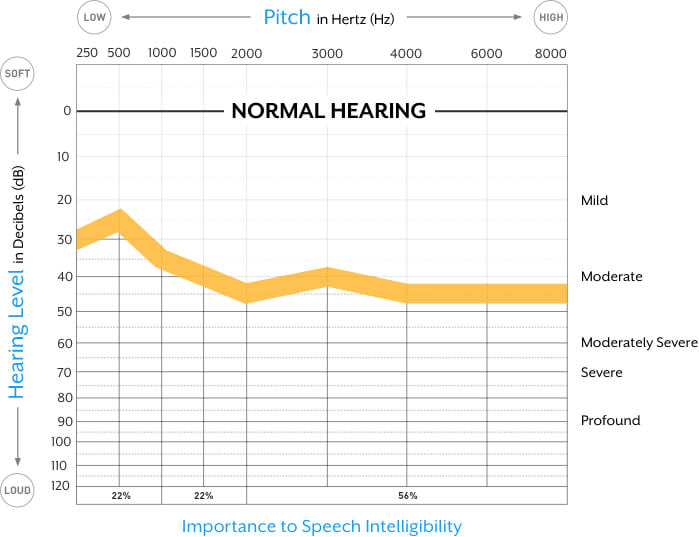 LOW Pitch in Hertz (Hz) HIGH
250 500 1000 1500 2000 3000 4000 6000 8000
SOFT
Hearing Level in Decibels (dB)
LOUD
0 NORMAL HEARING
10
20 Mild
30
40 Moderate
50
60 Moderately Severe
70 Severe
80
90 Profound
100
110
120
22% 22% 56%
Importance to Speech Intelligibility